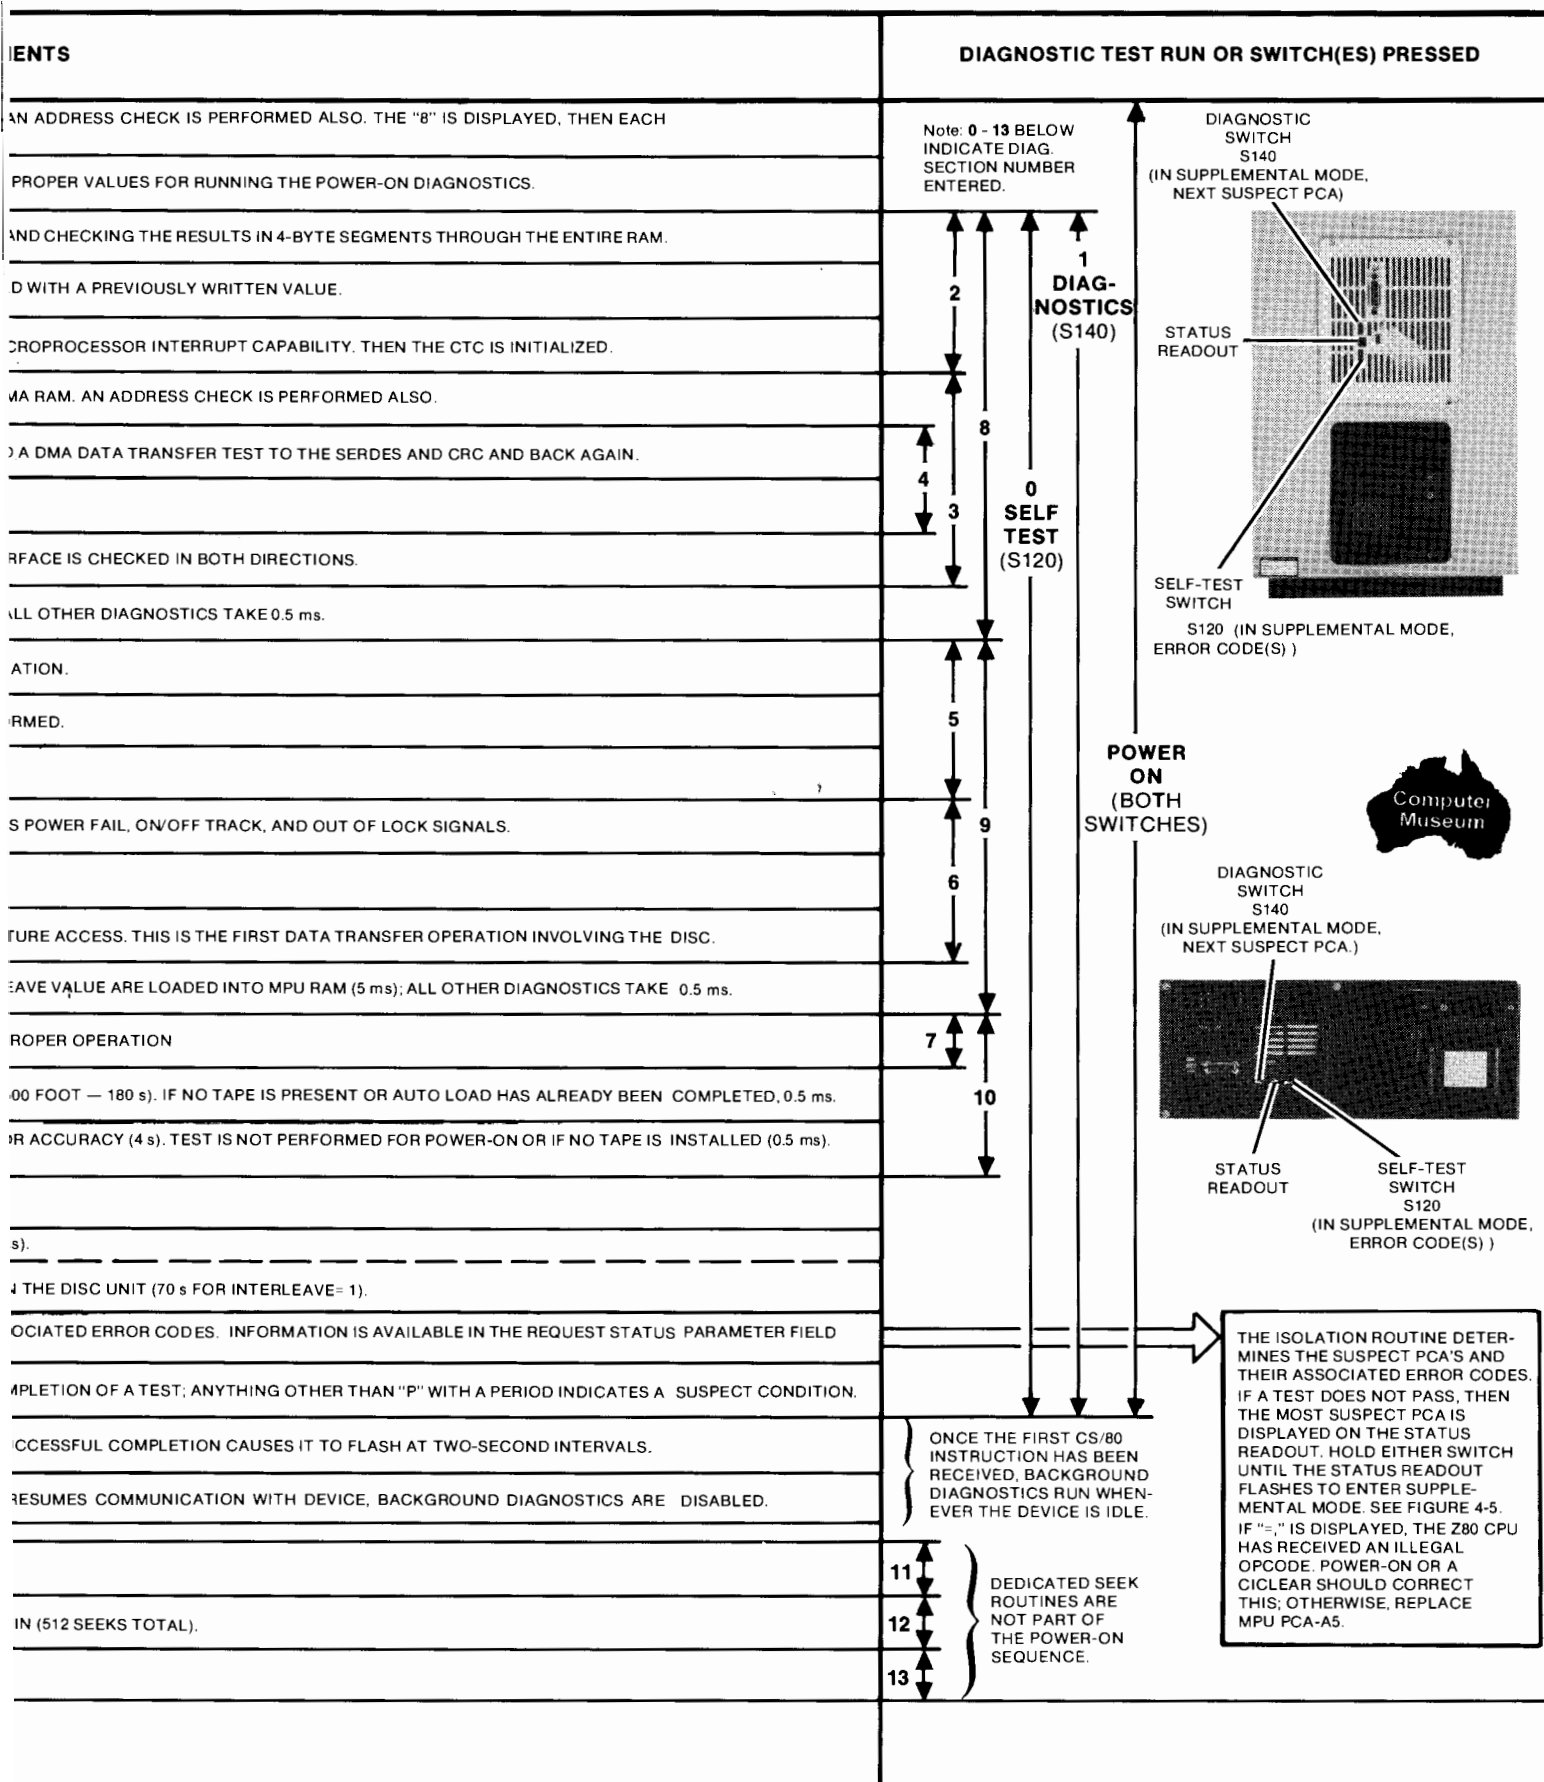 IENTS
DIAGNOSTIC TEST RUN OR SWITCH(ES) PRESSED
AN ADDRESS CHECK IS PERFORMED ALSO. THE "8" IS DISPLAYED, THEN EACH
PROPER VALUES FOR RUNNING THE POWER-ON DIAGNOSTICS.
AND CHECKING THE RESULTS IN 4-BYTE SEGMENTS THROUGH THE ENTIRE RAM.
D WITH A PREVIOUSLY WRITTEN VALUE.
CROPROCESSOR INTERRUPT CAPABILITY. THEN THE CTC IS INITIALIZED.
MA RAM. AN ADDRESS CHECK IS PERFORMED ALSO.
D A DMA DATA TRANSFER TEST TO THE SERDES AND CRC AND BACK AGAIN.
RFACE IS CHECKED IN BOTH DIRECTIONS.
ALL OTHER DIAGNOSTICS TAKE 0.5 ms.
ATION.
RMED.
S POWER FAIL, ON/OFF TRACK, AND OUT OF LOCK SIGNALS.
TURE ACCESS. THIS IS THE FIRST DATA TRANSFER OPERATION INVOLVING THE DISC.
EAVE VALUE ARE LOADED INTO MPU RAM (5 ms); ALL OTHER DIAGNOSTICS TAKE 0.5 ms.
ROPER OPERATION
00 FOOT — 180 s). IF NO TAPE IS PRESENT OR AUTO LOAD HAS ALREADY BEEN COMPLETED, 0.5 ms.
OR ACCURACY (4 s). TEST IS NOT PERFORMED FOR POWER-ON OR IF NO TAPE IS INSTALLED (0.5 ms).
s).
N THE DISC UNIT (70 s FOR INTERLEAVE= 1).
OCIATED ERROR CODES. INFORMATION IS AVAILABLE IN THE REQUEST STATUS PARAMETER FIELD
MPLETION OF A TEST; ANYTHING OTHER THAN "P" WITH A PERIOD INDICATES A SUSPECT CONDITION.
CCESSFUL COMPLETION CAUSES IT TO FLASH AT TWO-SECOND INTERVALS.
RESUMES COMMUNICATION WITH DEVICE, BACKGROUND DIAGNOSTICS ARE DISABLED.
IN (512 SEEKS TOTAL).
Note: 0 - 13 BELOW
INDICATE DIAG.
SECTION NUMBER
ENTERED.
2
8
4
3
0
SELF
TEST
(S120)
1
DIAG-
NOSTICS
(S140)
5
9
6
7
10
POWER
ON
(BOTH
SWITCHES)
ONCE THE FIRST CS/80
INSTRUCTION HAS BEEN
RECEIVED, BACKGROUND
DIAGNOSTICS RUN WHEN-
EVER THE DEVICE IS IDLE.
11
12
13
DEDICATED SEEK
ROUTINES ARE
NOT PART OF
THE POWER-ON
SEQUENCE.
DIAGNOSTIC
SWITCH
S140
(IN SUPPLEMENTAL MODE,
NEXT SUSPECT PCA)
STATUS
READOUT
SELF-TEST
SWITCH
S120 (IN SUPPLEMENTAL MODE,
ERROR CODE(S) )
Computer
Museum
DIAGNOSTIC
SWITCH
S140
(IN SUPPLEMENTAL MODE,
NEXT SUSPECT PCA.)
STATUS
READOUT
SELF-TEST
SWITCH
S120
(IN SUPPLEMENTAL MODE,
ERROR CODE(S) )
THE ISOLATION ROUTINE DETER-
MINES THE SUSPECT PCA'S AND
THEIR ASSOCIATED ERROR CODES.
IF A TEST DOES NOT PASS, THEN
THE MOST SUSPECT PCA IS
DISPLAYED ON THE STATUS
READOUT. HOLD EITHER SWITCH
UNTIL THE STATUS READOUT
FLASHES TO ENTER SUPPLE-
MENTAL MODE. SEE FIGURE 4-5.
IF "=," IS DISPLAYED, THE Z80 CPU
HAS RECEIVED AN ILLEGAL
OPCODE. POWER-ON OR A
CICLEAR SHOULD CORRECT
THIS; OTHERWISE, REPLACE
MPU PCA-A5.